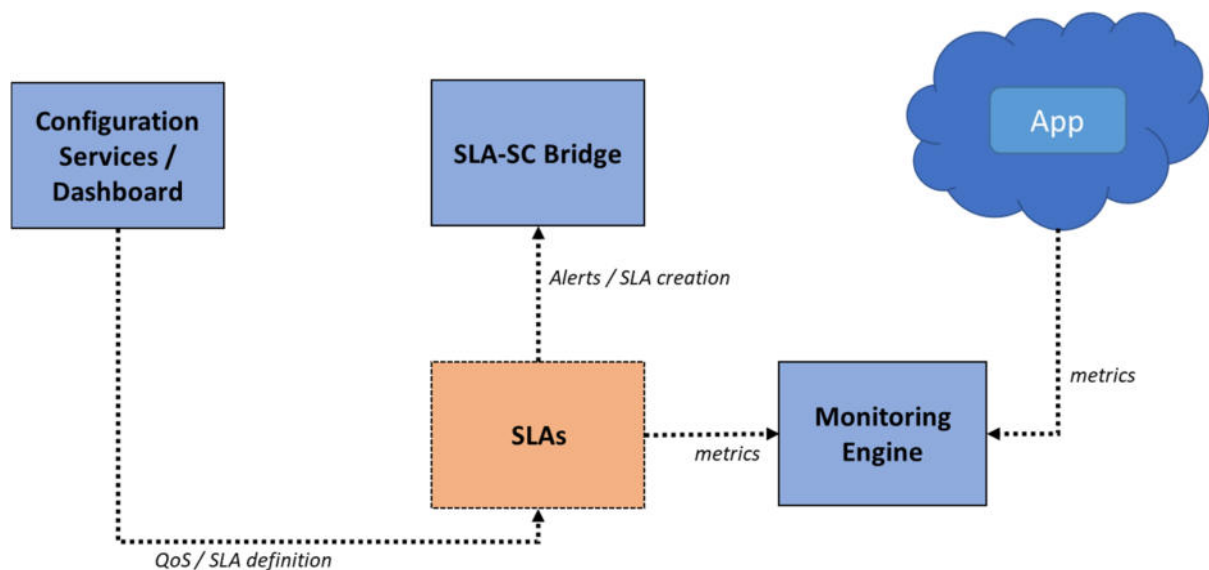 Configuration
Services /
Dashboard
SLA-SC Bridge
App
Alerts / SLA creation
metrics
SLAs
metrics
Monitoring
Engine
QoS / SLA definition